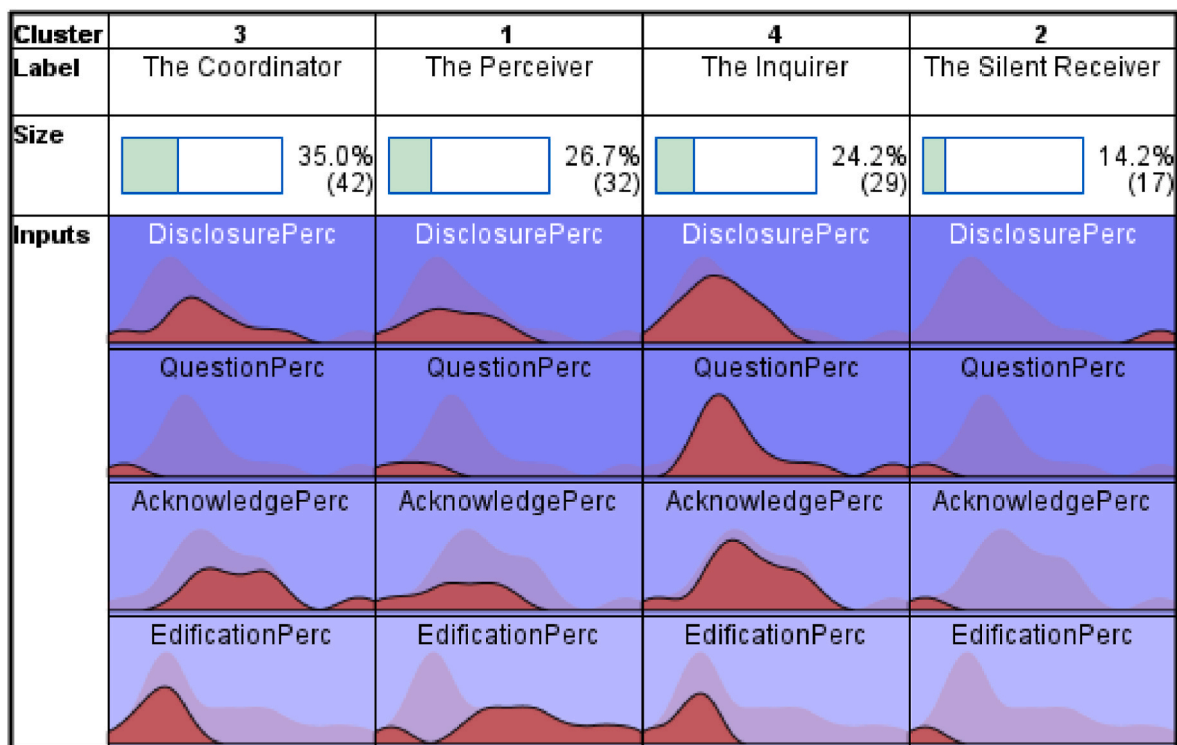 Cluster 3 1 4 2
Label The Coordinator The Perceiver The Inquirer The Silent Receiver
Size 35.0% 26.7% 24.2% 14.2%
(42) (32) (29) (17)
Inputs DisclosurePerc DisclosurePerc DisclosurePerc DisclosurePerc
QuestionPerc QuestionPerc QuestionPerc QuestionPerc
AcknowledgePerc AcknowledgePerc AcknowledgePerc AcknowledgePerc
EdificationPerc EdificationPerc EdificationPerc EdificationPerc